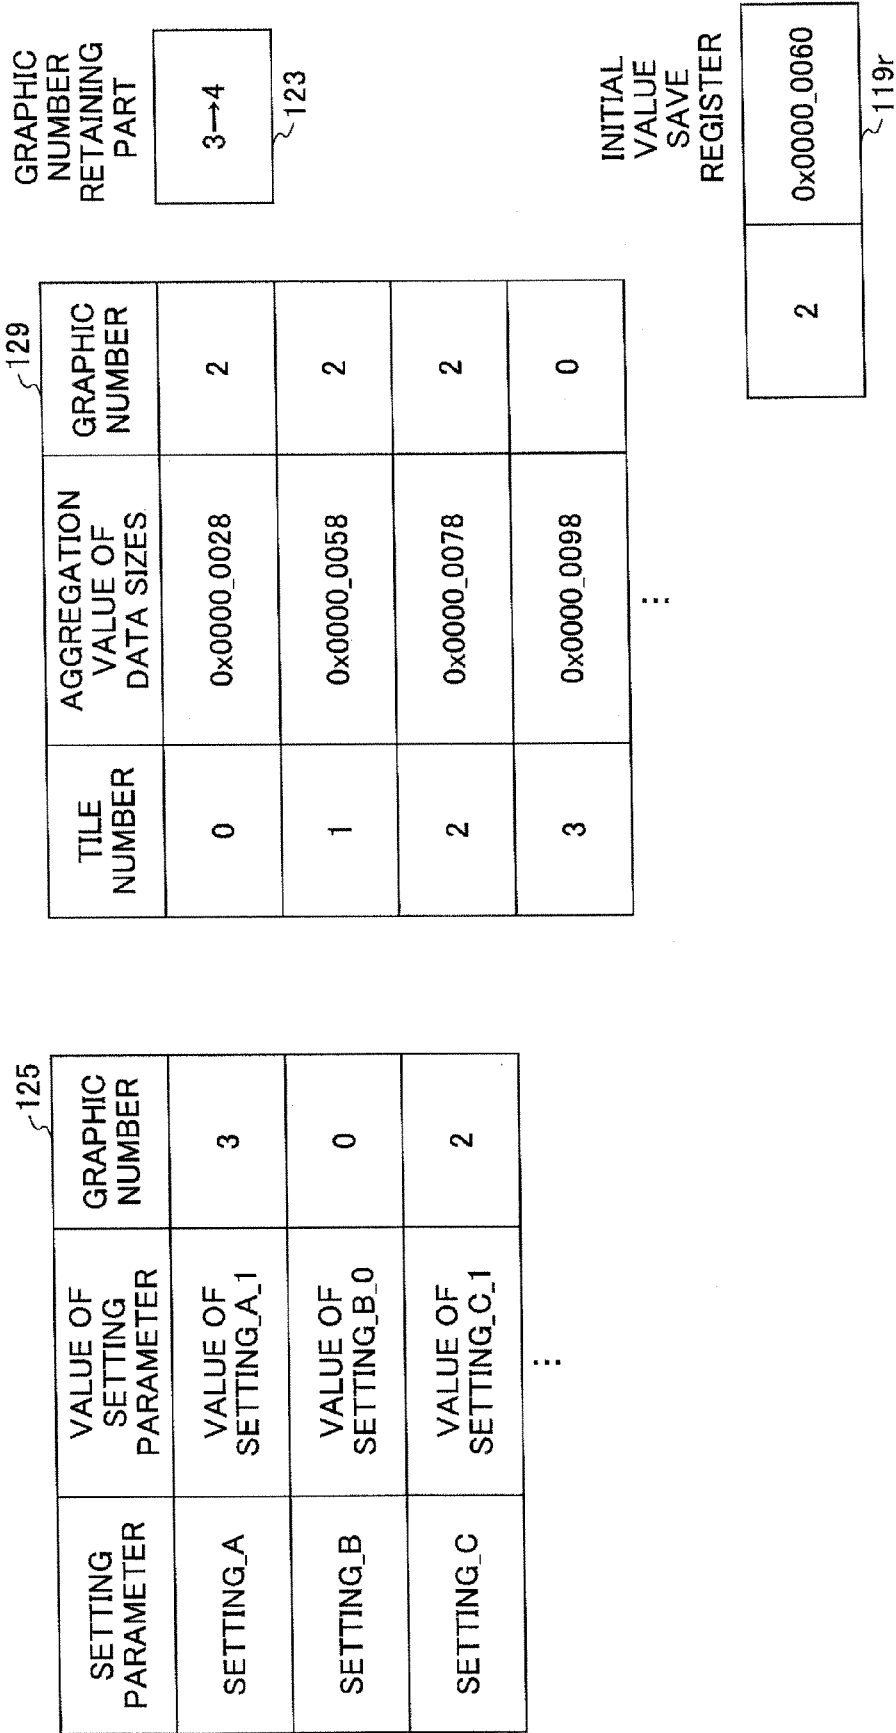 125
SETTING
PARAMETER
VALUE OF
SETTING
PARAMETER
GRAPHIC
NUMBER
SETTING_A
VALUE OF
SETTING_A_1
3
SETTING_B
VALUE OF
SETTING_B_0
0
SETTING_C
VALUE OF
SETTING_C_1
2
...
129
TILE
NUMBER
AGGREGATION
VALUE OF
DATA SIZES
GRAPHIC
NUMBER
0
0x0000_0028
2
1
0x0000_0058
2
2
0x0000_0078
2
3
0x0000_0098
0
...
GRAPHIC
NUMBER
RETAINING
PART
3→4
123
INITIAL
VALUE
SAVE
REGISTER
2
0x0000_0060
119r